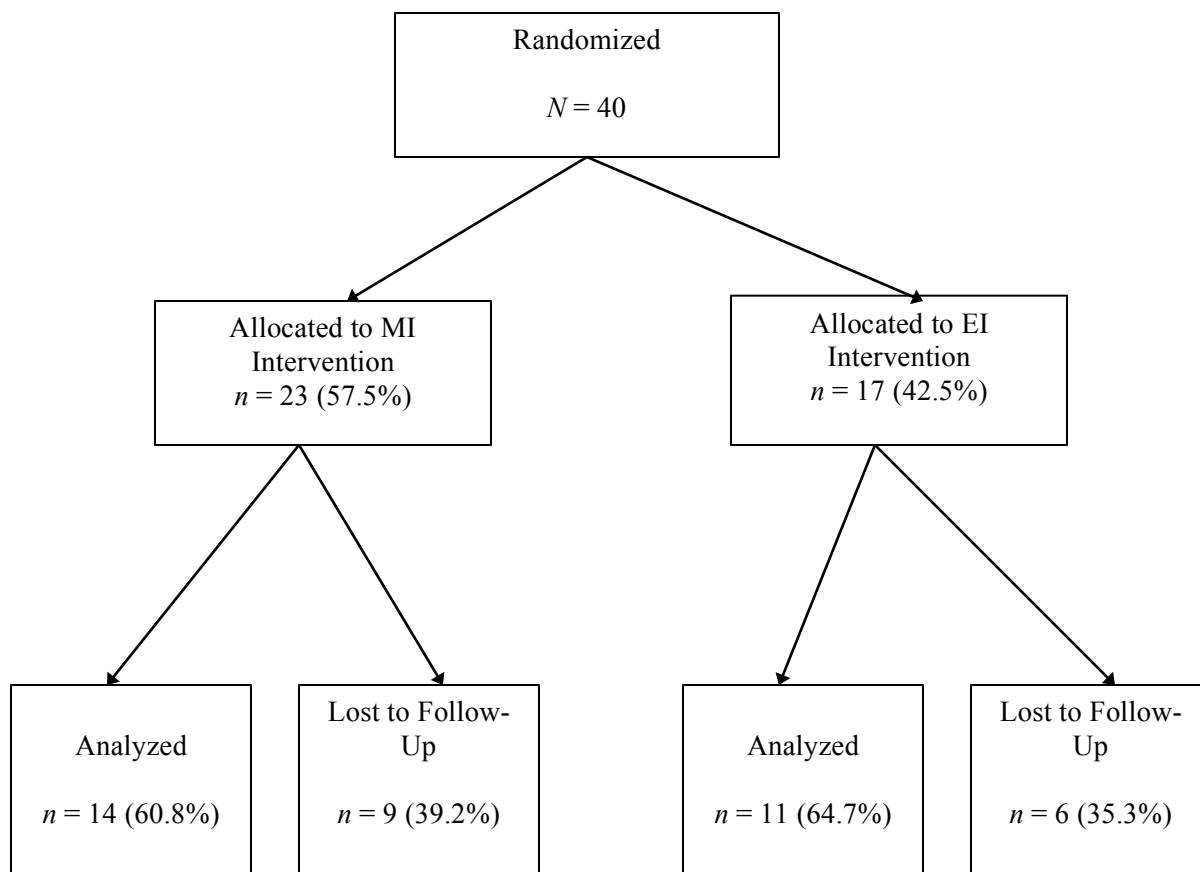 Randomized
N = 40
Allocated to MI
Intervention
n = 23 (57.5%)
Allocated to EI
Intervention
n = 17 (42.5%)
Analyzed
n = 14 (60.8%)
Lost to Follow-
Up
n = 9 (39.2%)
Analyzed
n = 11 (64.7%)
Lost to Follow-
Up
n = 6 (35.3%)